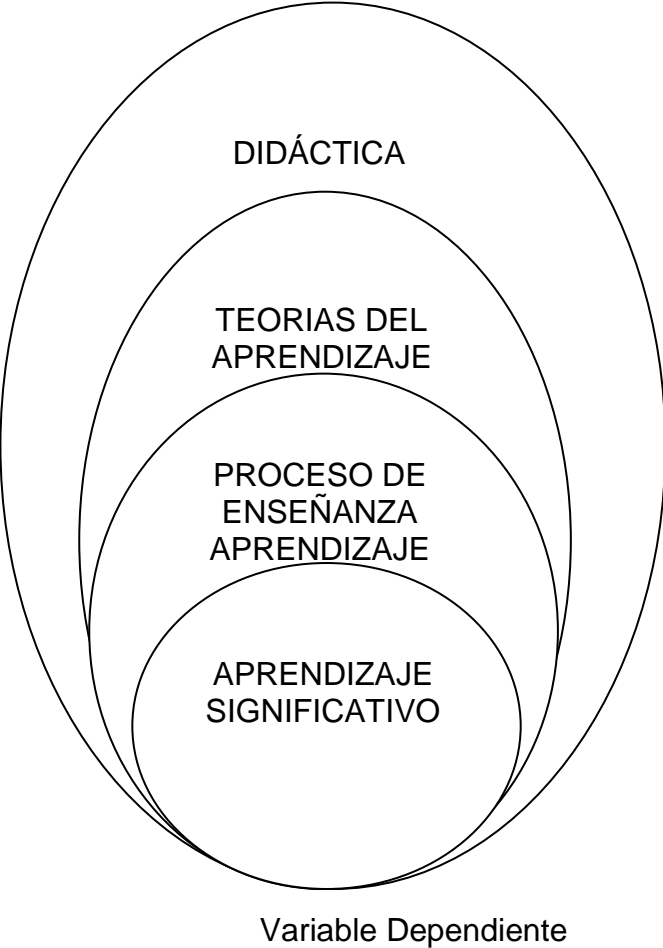 DIDÁCTICA
TEORIAS DEL
APRENDIZAJE
PROCESO DE
ENSEÑANZA
APRENDIZAJE
APRENDIZAJE
SIGNIFICATIVO
Variable Dependiente